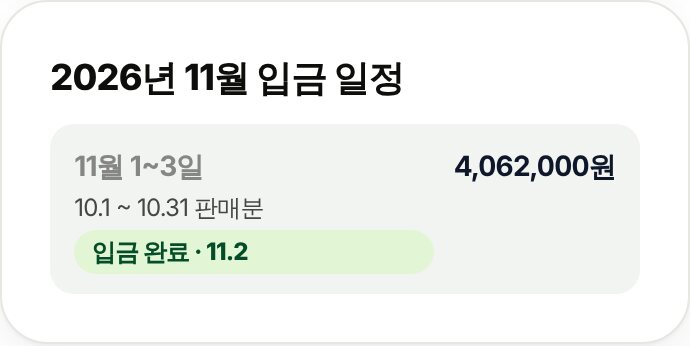 2026년 11월 입금 일정
11월 1~3일 4,062,000원
10.1 ~ 10.31 판매분
입금 완료 · 11.2